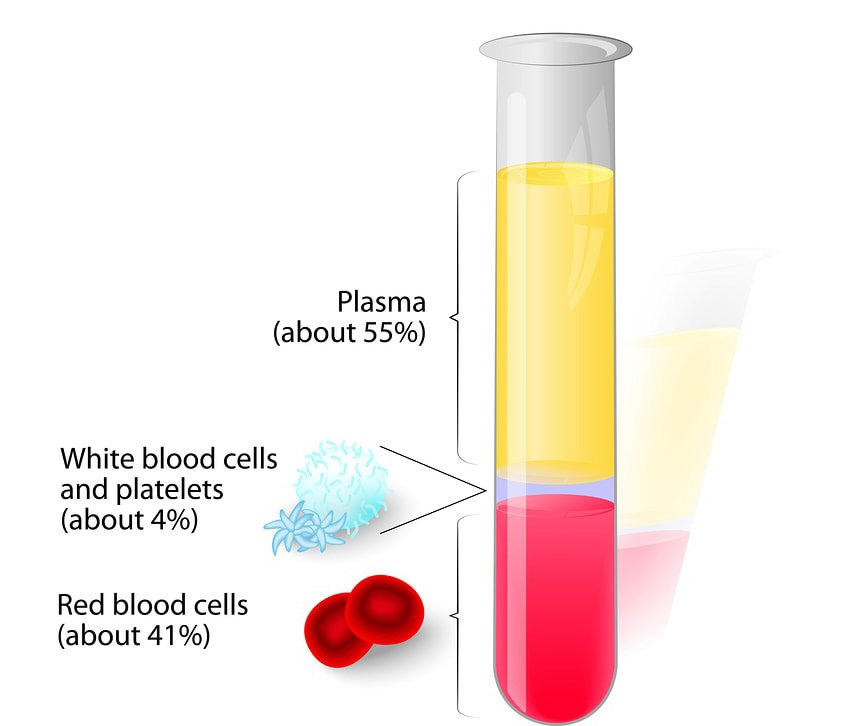 Plasma
(about 55%)
White blood cells
and platelets
(about 4%)
Red blood cells
(about 41%)